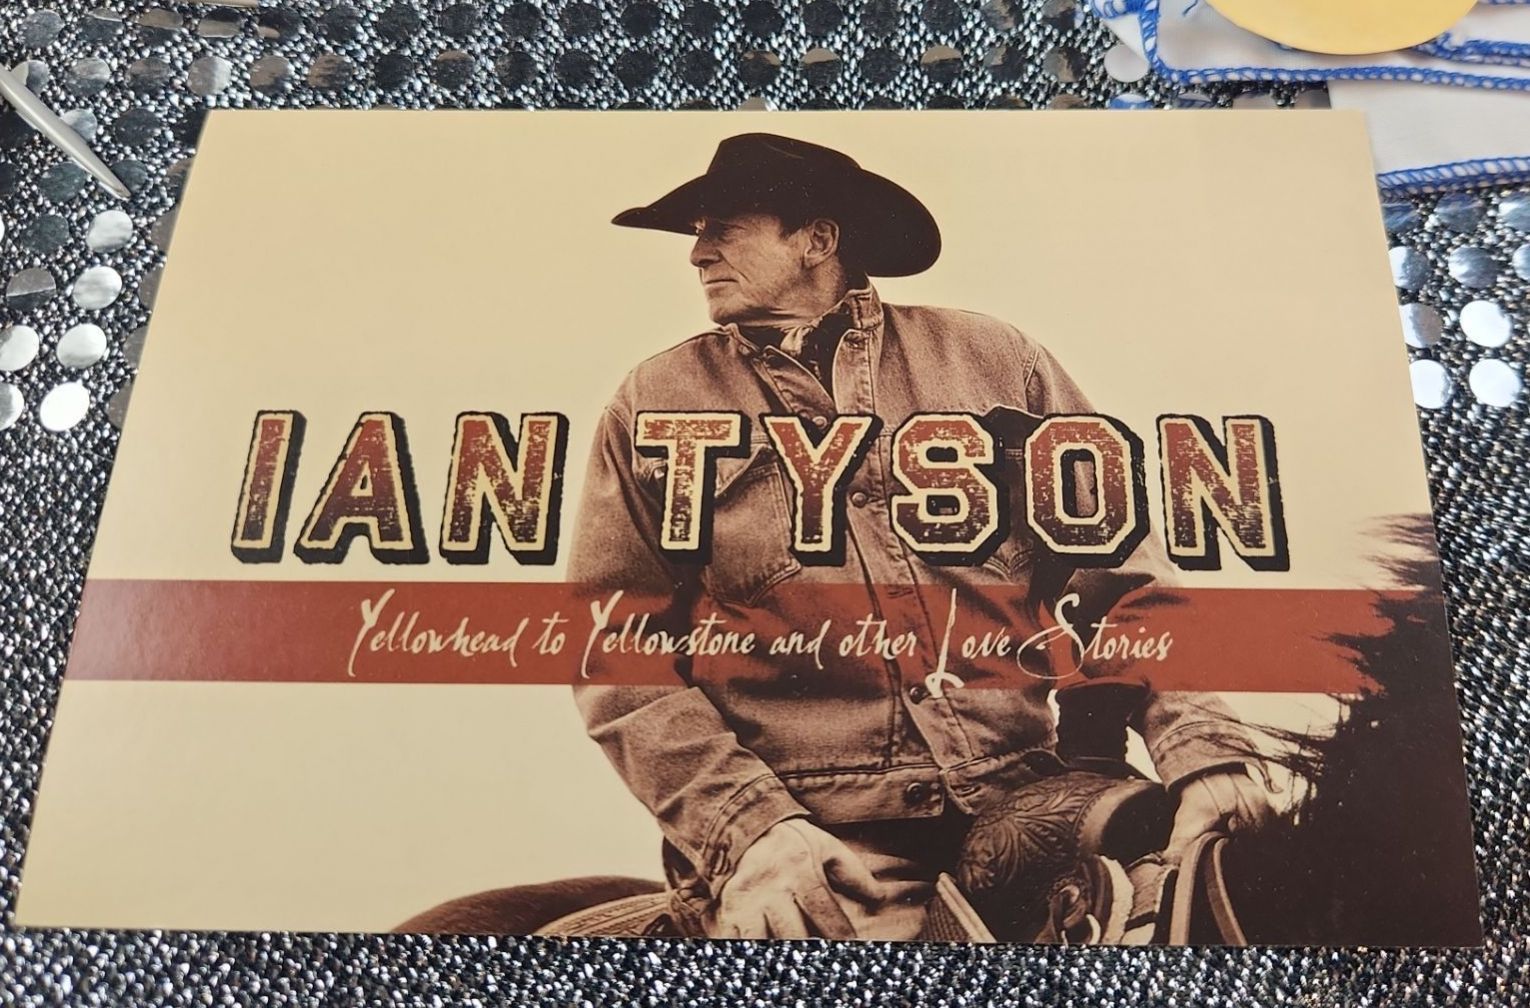 IAN TYSON
Yellowhead to Yellowstone and other Love Stories